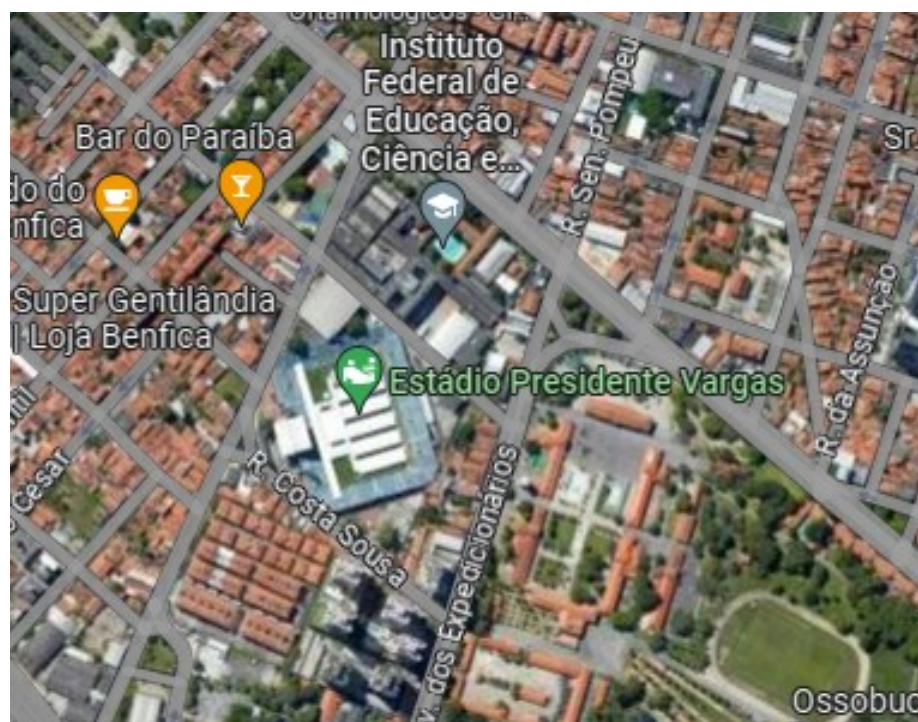 Instituto
Federal de
Educação,
Ciência e...
R. Sen. Pompeu
Sr.
Bar do Paraíba
do do
nfica
Super Gentilândia
| Loja Benfica
Estádio Presidente Vargas
R. da Assunção
Cesar
R. Costa Sousa
v. dos Expedicionários
Ossobuc